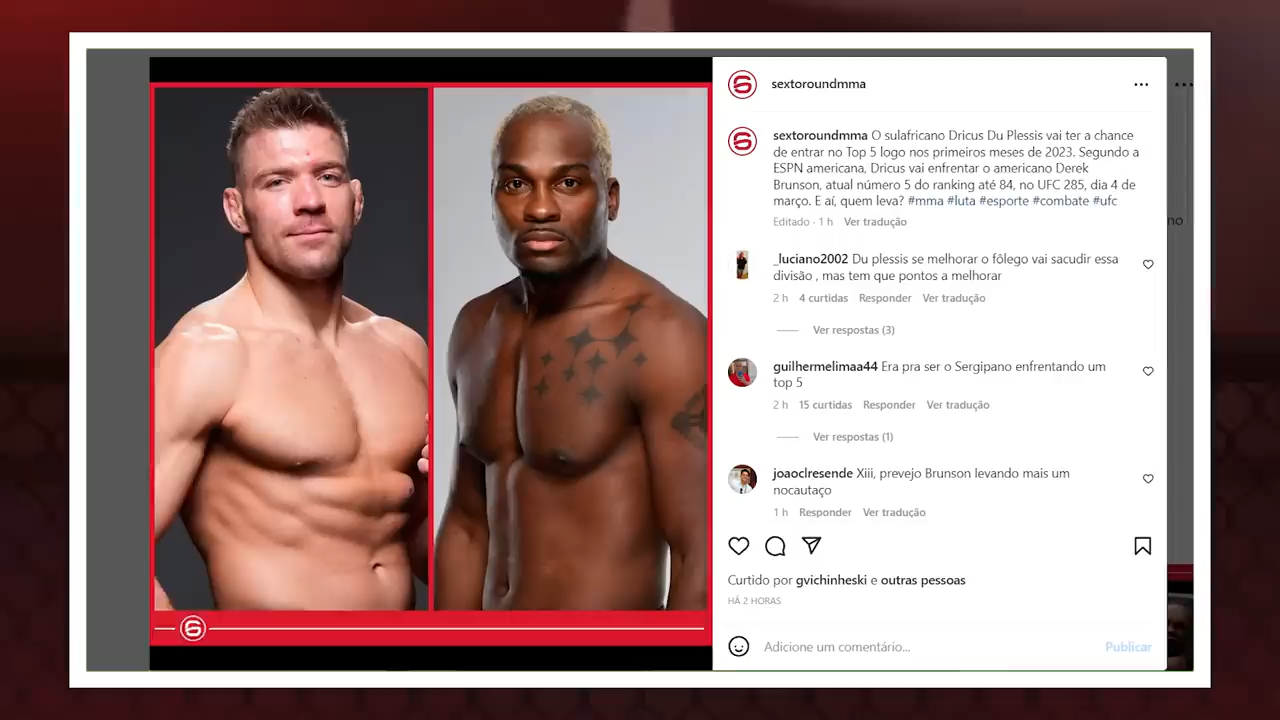 sextoroundmma
sextoroundmma O sulafricano Dricus Du Plessis vai ter a chance
de entrar no Top 5 logo nos primeiros meses de 2023. Segundo a
ESPN americana, Dricus vai enfrentar o americano Derek
Brunson, atual número 5 do ranking até 84, no UFC 285, dia 4 de
março. E aí, quem leva? #mma #luta #esporte #combate #ufc
Editado · 1 h Ver tradução
no
_luciano2002 Du plessis se melhorar o fôlego vai sacudir essa
divisão , mas tem que pontos a melhorar
2 h 4 curtidas Responder Ver tradução
Ver respostas (3)
guilhermelimaa44 Era pra ser o Sergipano enfrentando um
top 5
2 h 15 curtidas Responder Ver tradução
Ver respostas (1)
joaoclresende Xiii, prevejo Brunson levando mais um
nocautaço
1 h Responder Ver tradução
Curtido por gvichinheski e outras pessoas
HÁ 2 HORAS
Adicione um comentário... Publicar